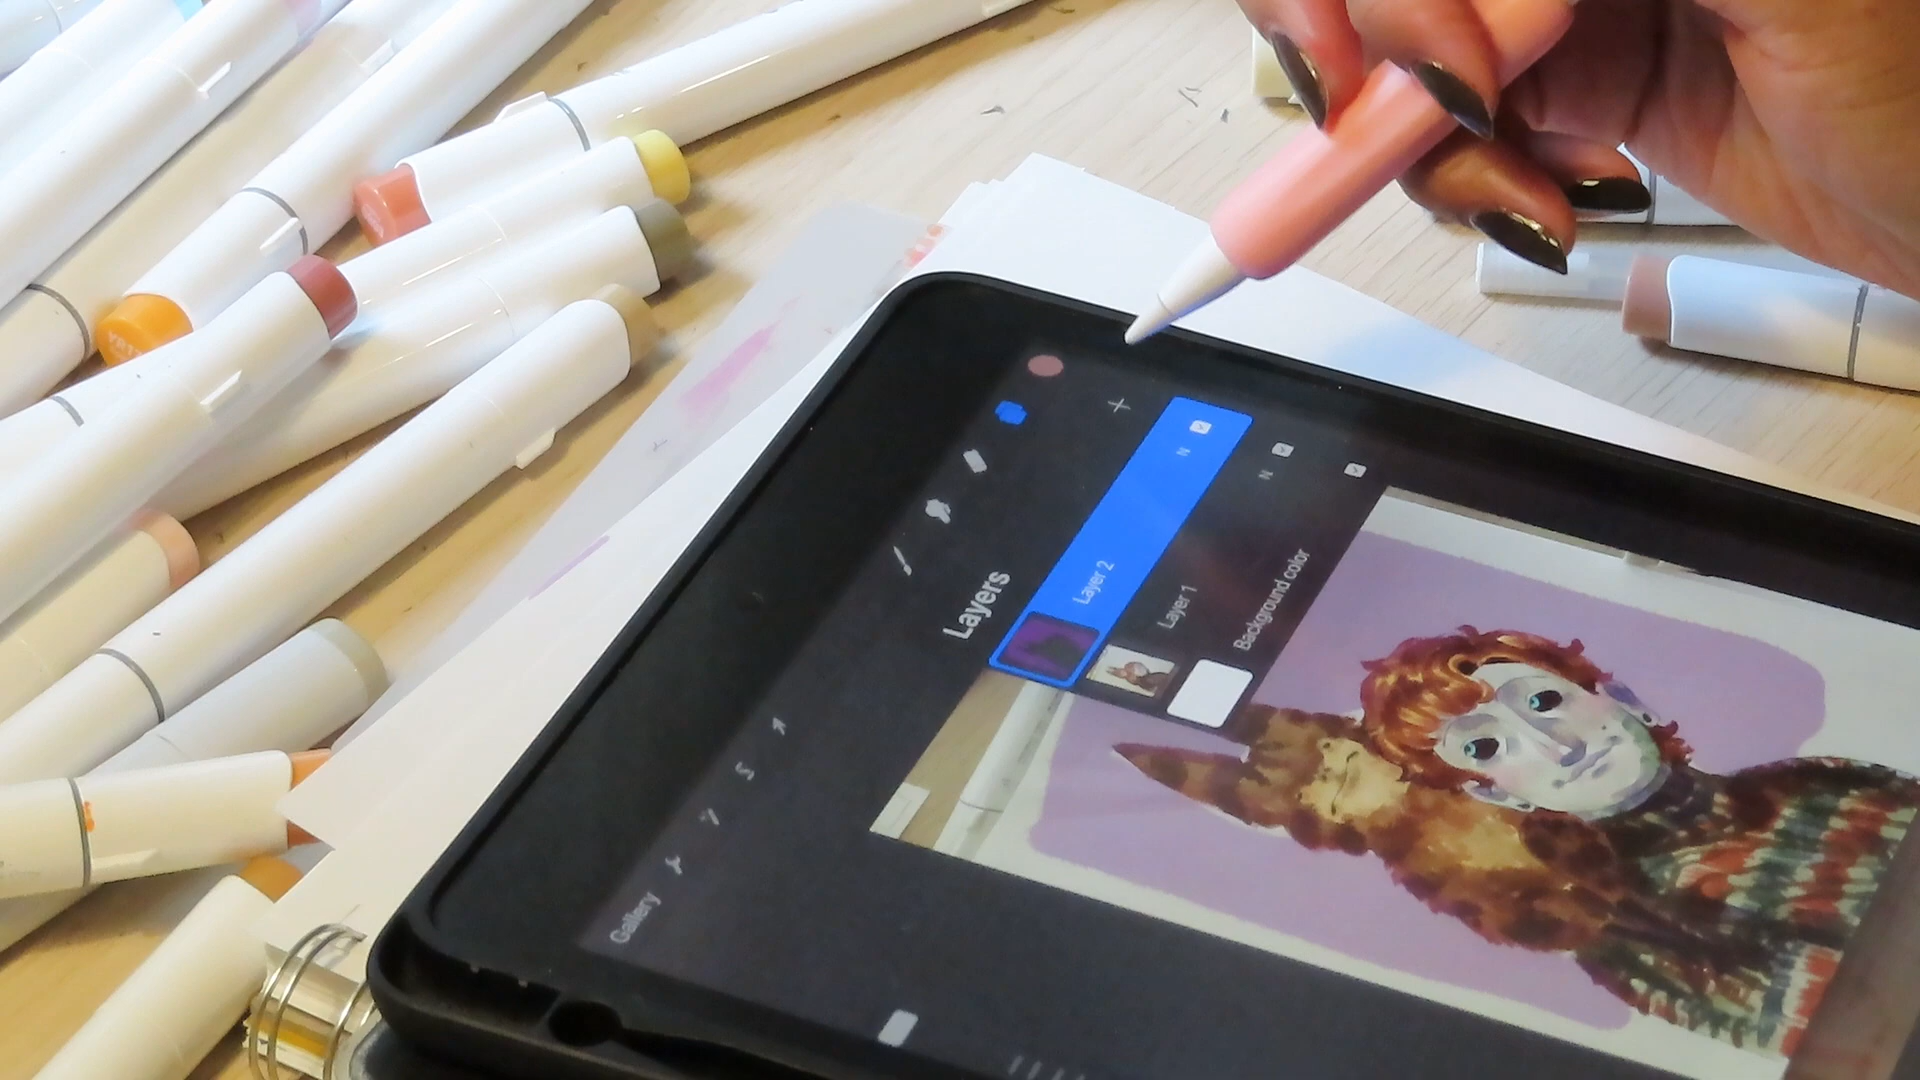 Gallery
Layers
Layer 2
N
Layer 1
N
Background color